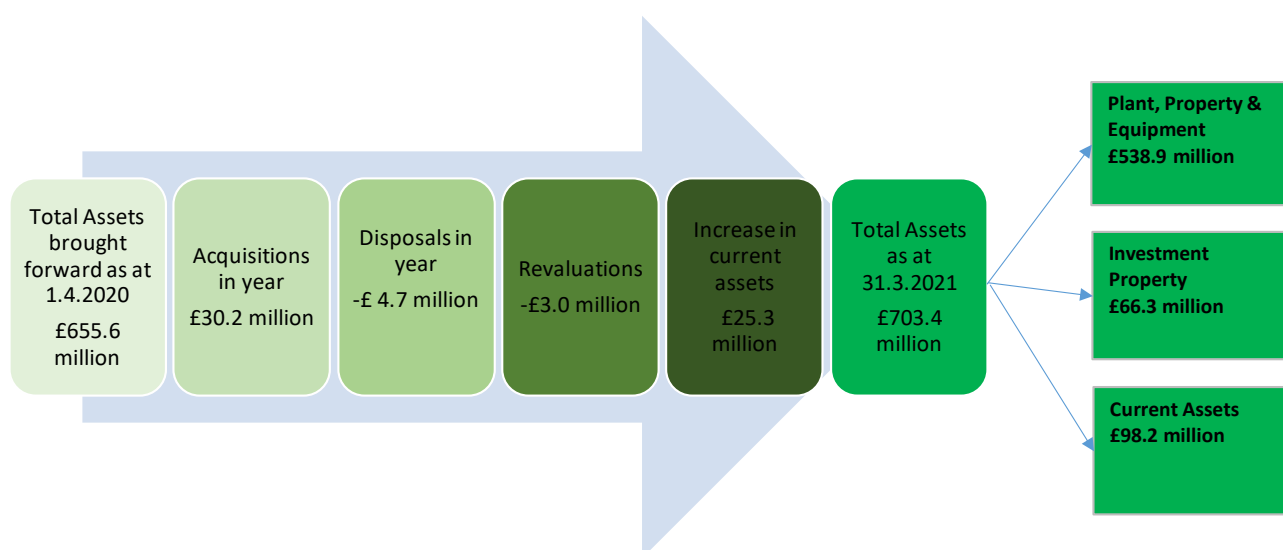 Total Assets
brought
forward as at
1.4.2020
£655.6
million
Acquisitions
in year
£30.2 million
Disposals in
year
-£ 4.7 million
Revaluations
-£3.0 million
Increase in
current
assets
£25.3
million
Total Assets
as at
31.3.2021
£703.4
million
Plant, Property &
Equipment
£538.9 million
Investment
Property
£66.3 million
Current Assets
£98.2 million